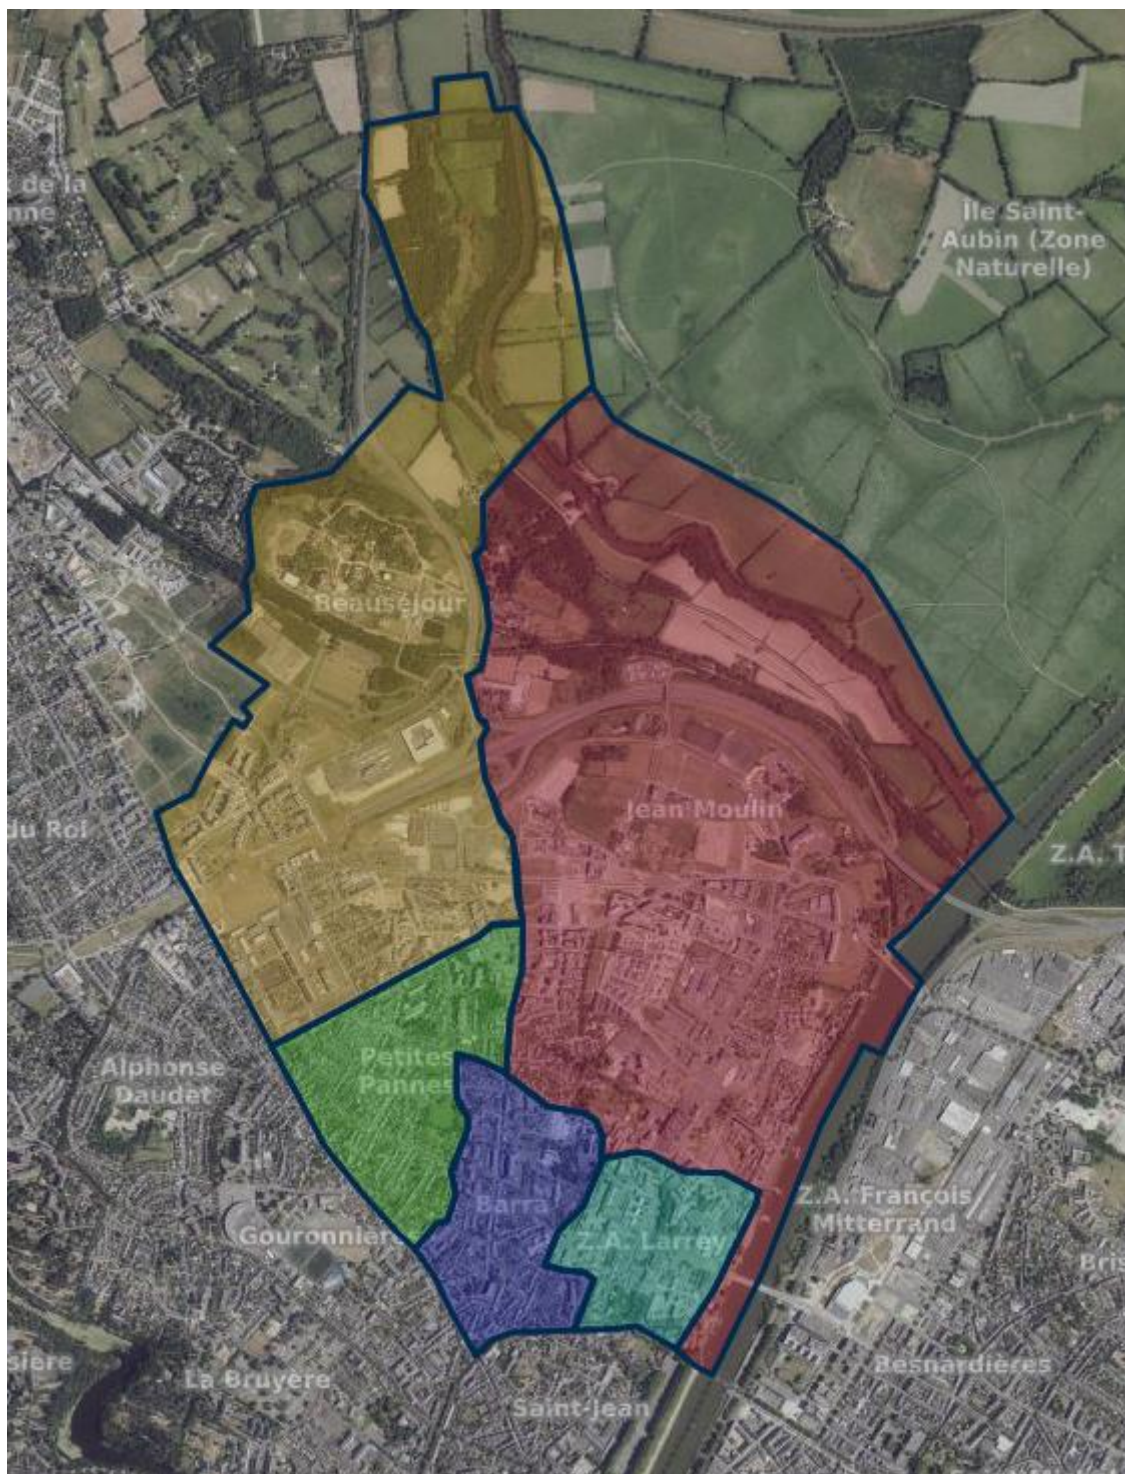 de la
nne
Île Saint-
Aubin (Zone
Naturelle)
Beauséjour
Jean Moulin
du Roi
Z.A. T
Alphonse
Daudet
Petites
Pannes
Barra
Z.A. François
Mitterrand
Gouronnier
Z.A. Larrey
Bris
sière
La Bruyère
Besnardières
Saint-Jean